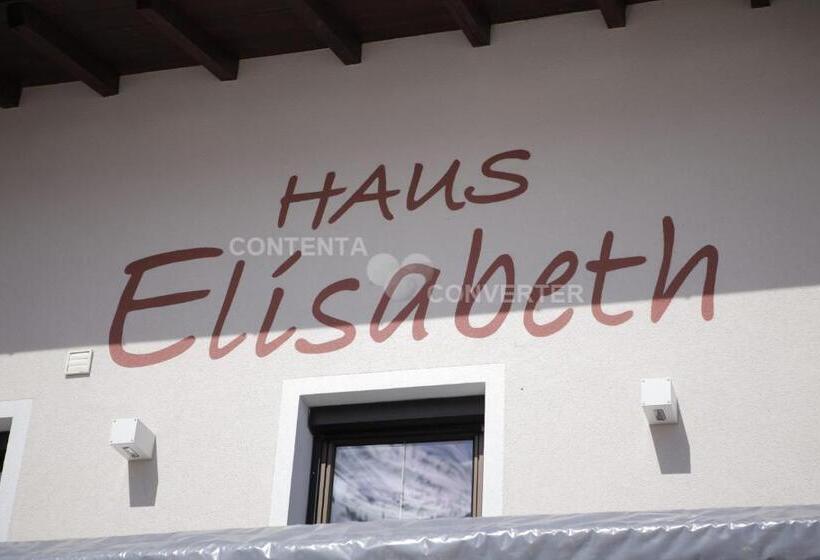 HAUS
Elisabeth
CONTENTA
CONVERTER